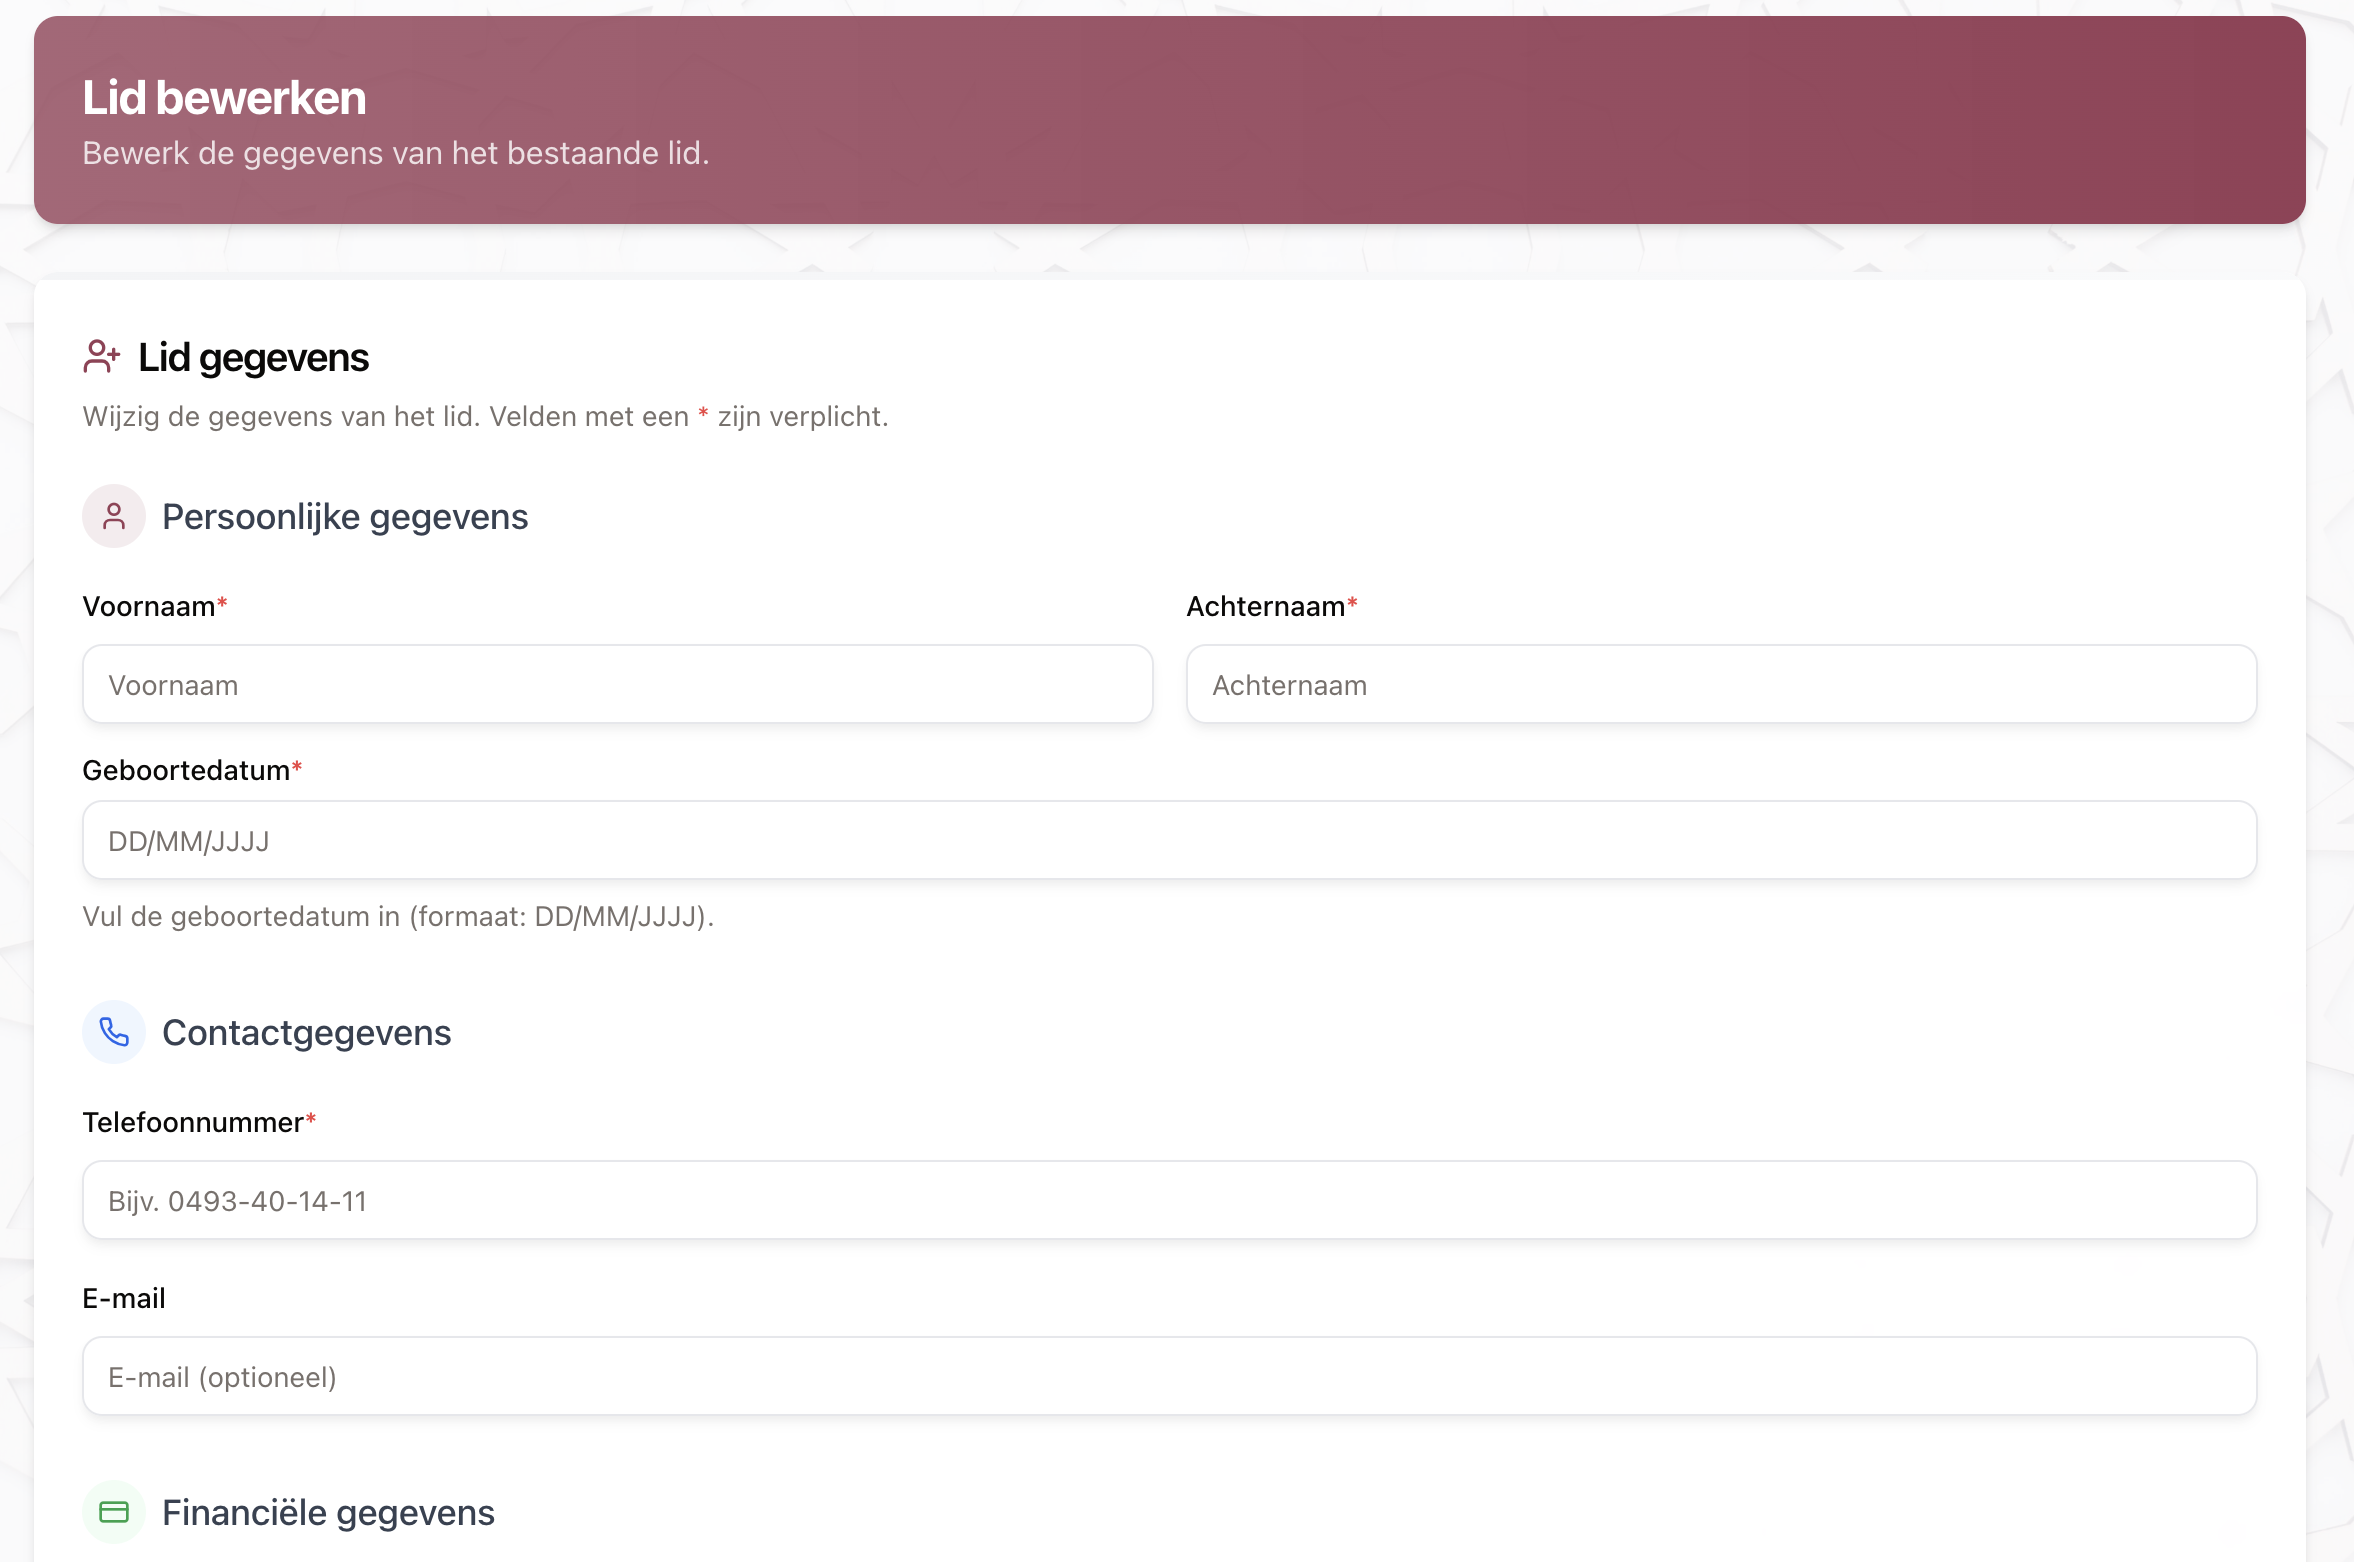 Lid bewerken
Bewerk de gegevens van het bestaande lid.
Lid gegevens
Wijzig de gegevens van het lid. Velden met een * zijn verplicht.
Persoonlijke gegevens
Voornaam* Achternaam*
Voornaam Achternaam
Geboortedatum*
DD/MM/JJJJ
Vul de geboortedatum in (formaat: DD/MM/JJJJ).
Contactgegevens
Telefoonnummer*
Bijv. 0493-40-14-11
E-mail
E-mail (optioneel)
Financiële gegevens